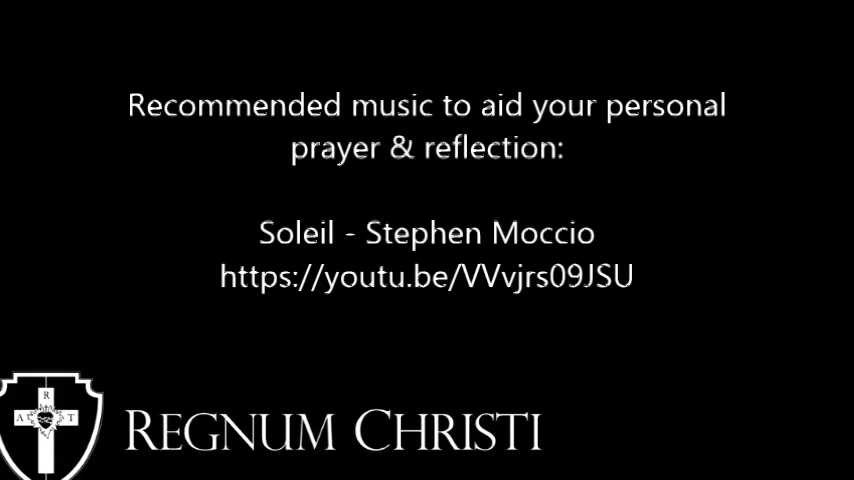 Recommended music to aid your personal
prayer & reflection:
Soleil - Stephen Moccio
https://youtu.be/VVvjrs09JSU
R
A T
REGNUM CHRISTI